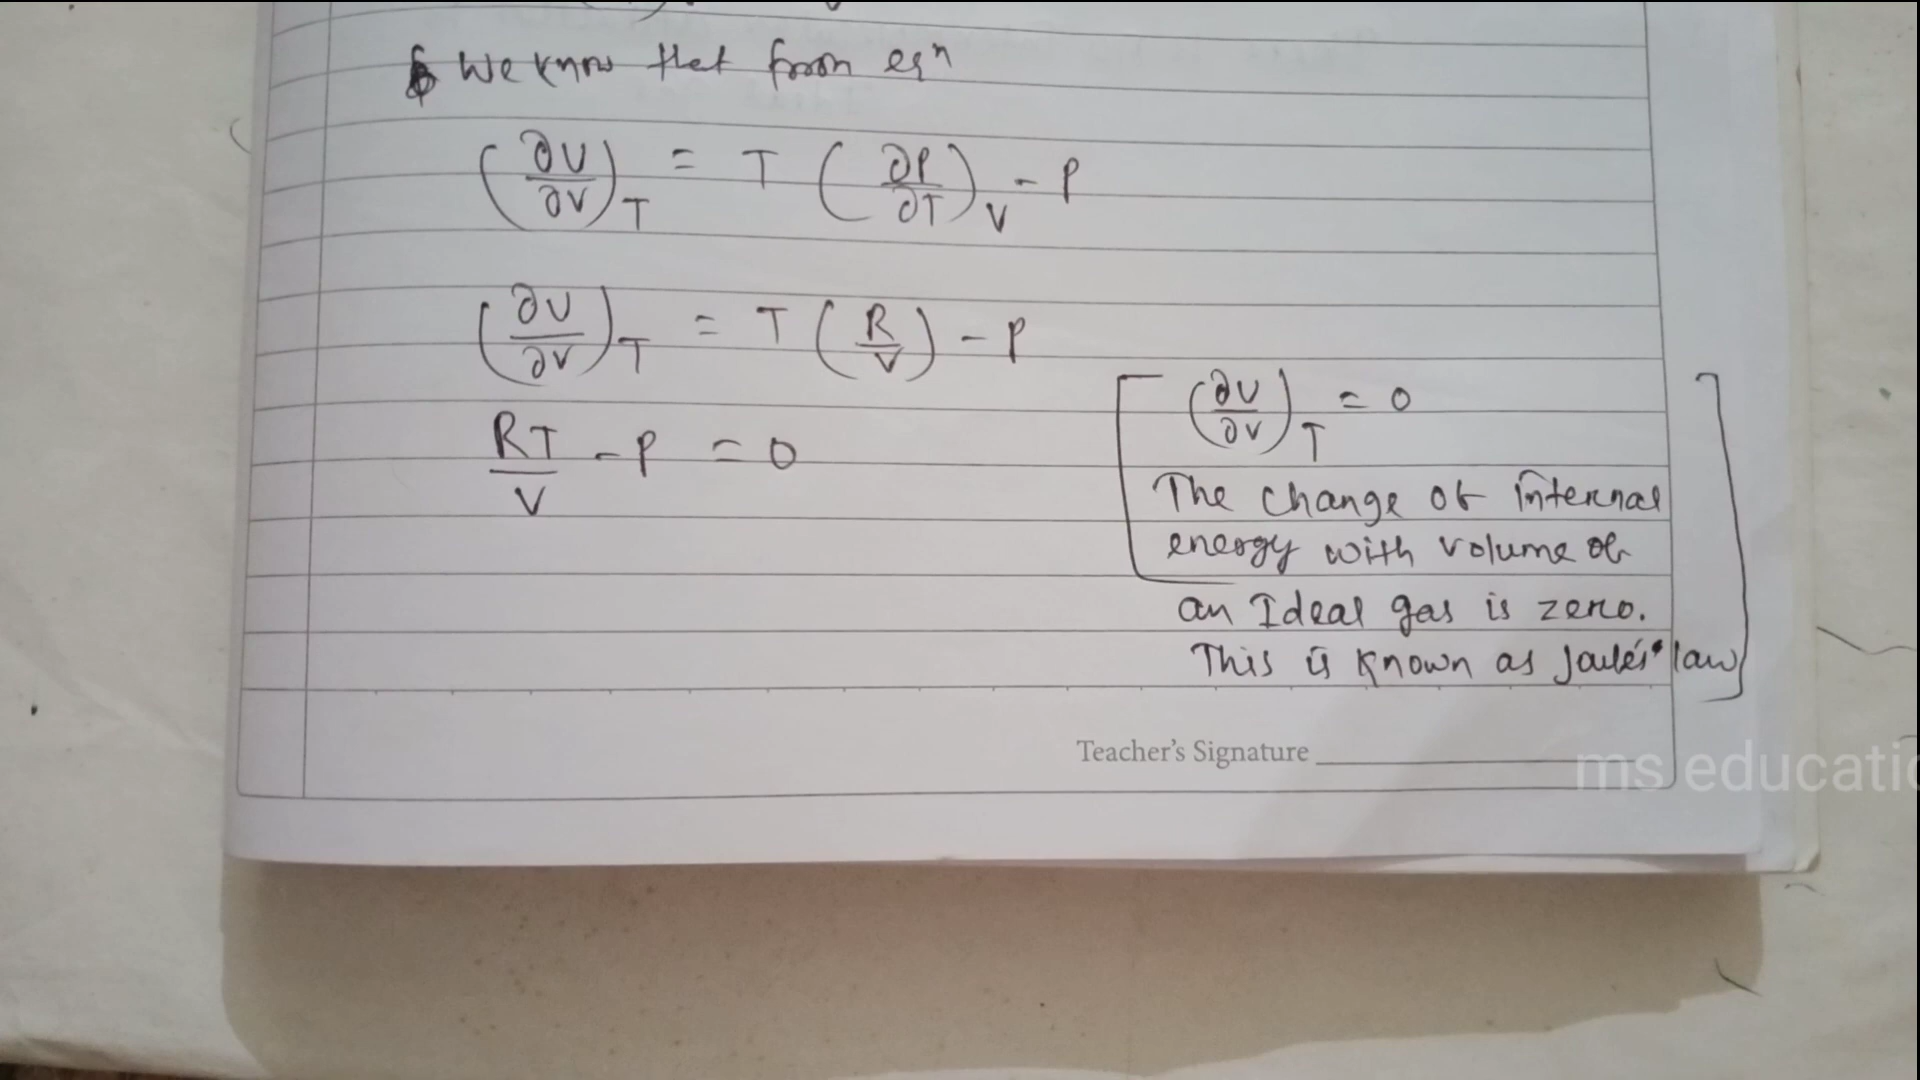 We know that from eqn
(∂U/∂V)T = T (∂P/∂T)V - P
(∂U/∂V)T = T (R/V) - P
RT/V - P = 0
(∂U/∂V)T = 0
The change of internal
energy with volume of
an Ideal gas is zero.
This is known as Joule's law
Teacher's Signature
ms educatio